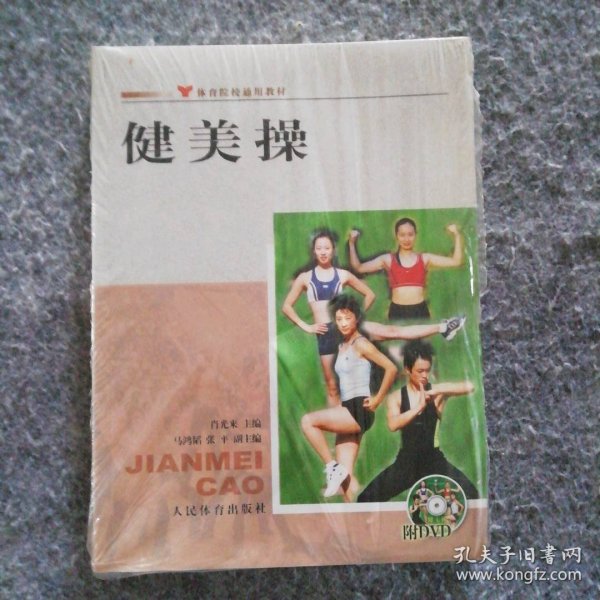 体育院校通用教材
健美操
肖光来 主编
马鸿韬 张 平 副主编
JIANMEI
CAO
人民体育出版社
附DVD
孔夫子旧书网
www.kongfz.com